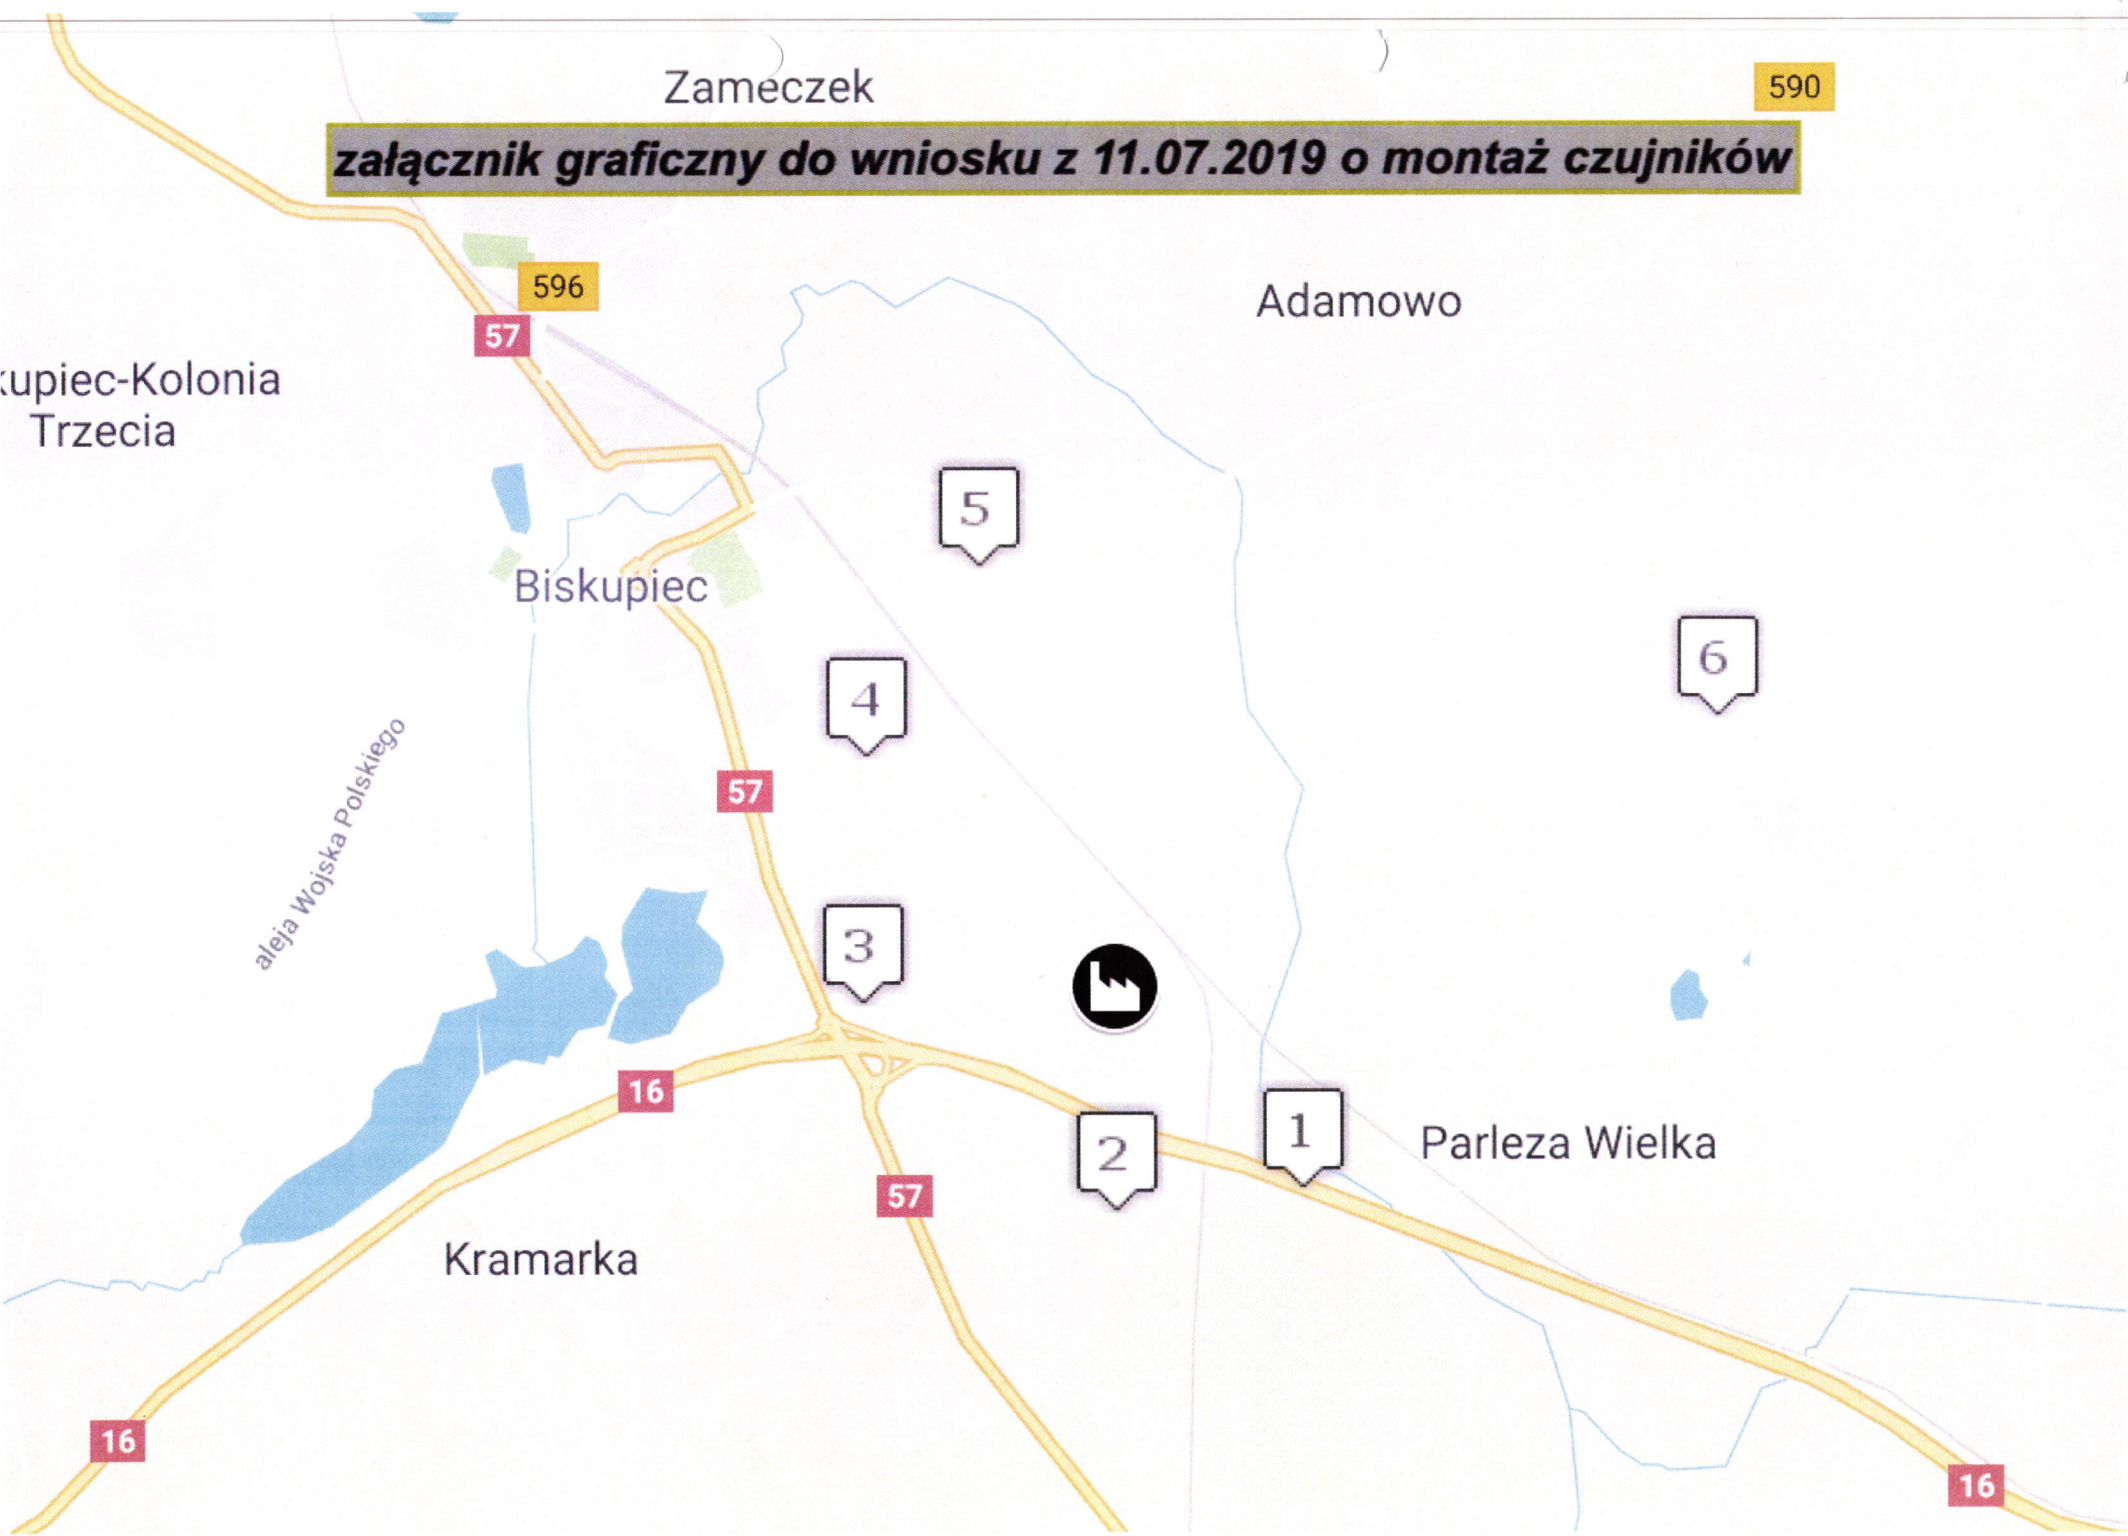 Zameczek
590
załącznik graficzny do wniosku z 11.07.2019 o montaż czujników
596
Adamowo
57
kupiec-Kolonia
Trzecia
5
Biskupiec
6
4
aleja Wojska Polskiego
57
3
16
1
2
Parleza Wielka
57
Kramarka
16
16